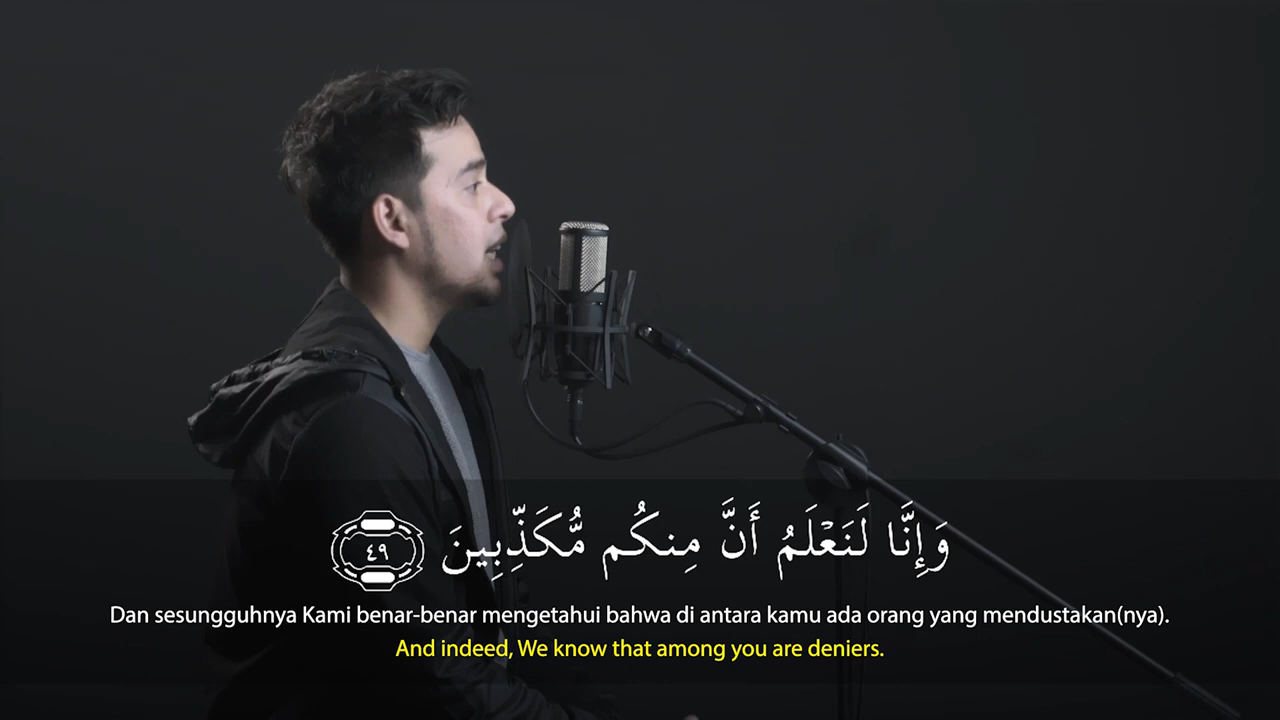 وَإِنَّا لَنَعْلَمُ أَنَّ مِنكُم مُّكَذِّبِينَ ٤٩
Dan sesungguhnya Kami benar-benar mengetahui bahwa di antara kamu ada orang yang mendustakan(nya).
And indeed, We know that among you are deniers.